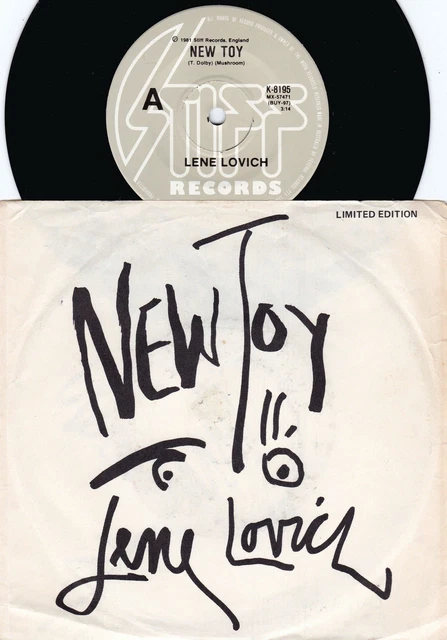 ℗ 1981 Stiff Records, England
NEW TOY
(T. Dolby) (Mushroom)
A
K-8195
MX-57471
(BUY-97)
3:14
STIFF
LENE LOVICH
RECORDS
LIMITED EDITION
NEW TOY
Lene Lovich